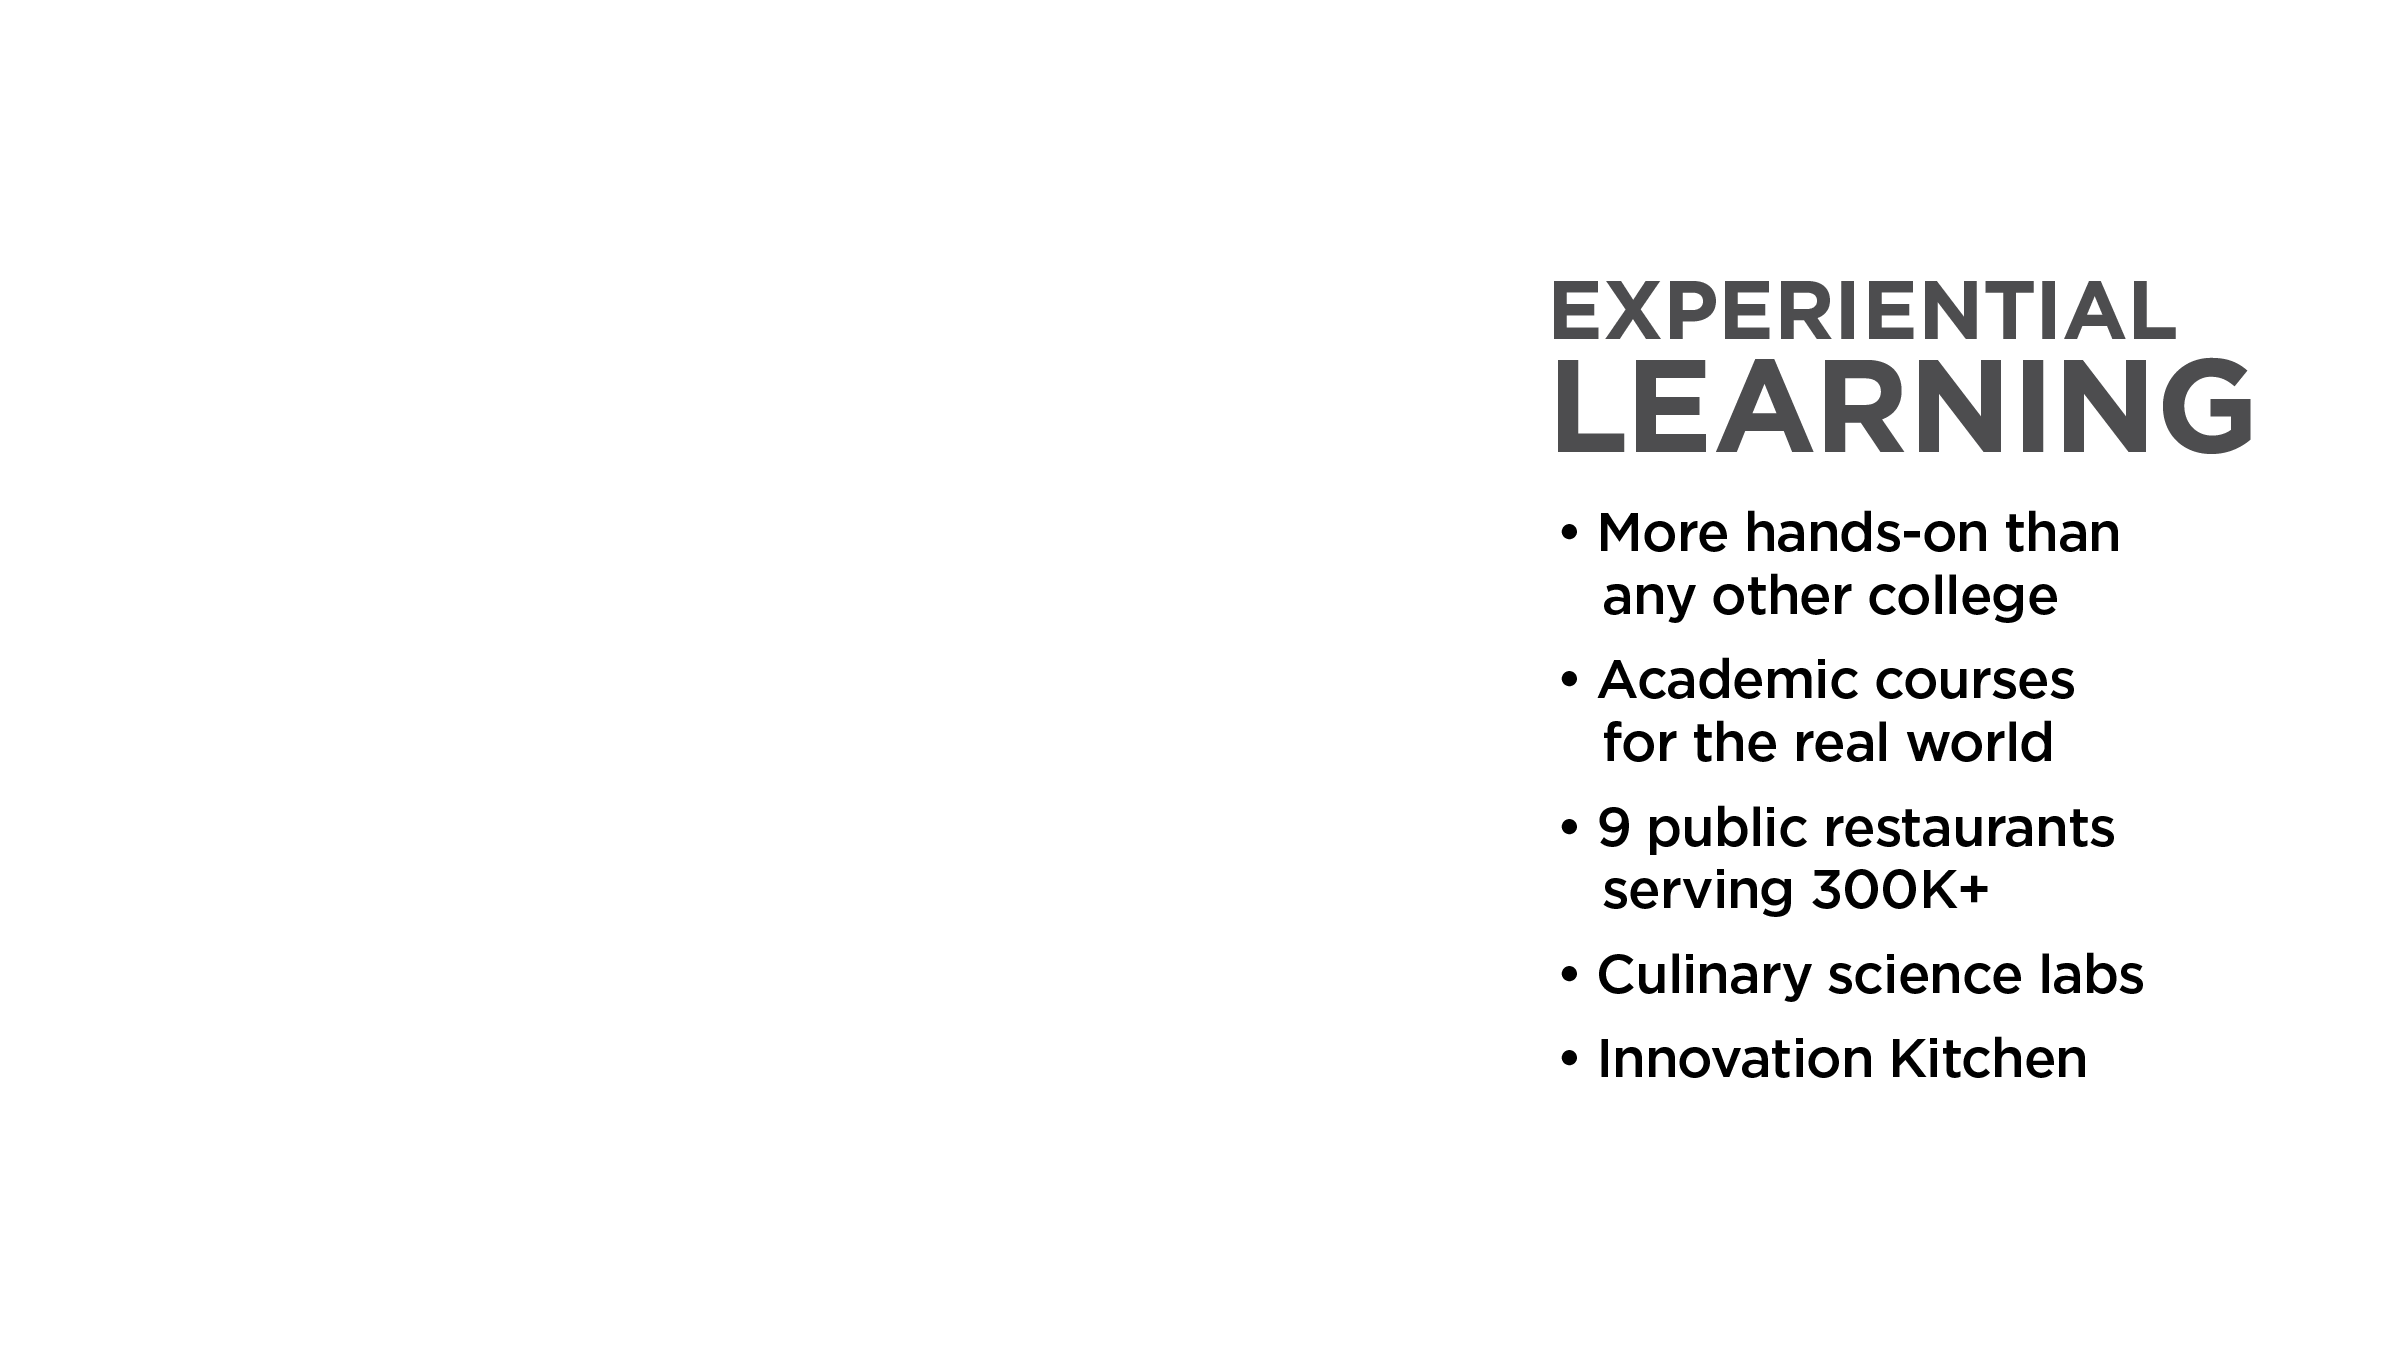 EXPERIENTIAL
LEARNING
• More hands-on than
any other college
• Academic courses
for the real world
• 9 public restaurants
serving 300K+
• Culinary science labs
• Innovation Kitchen